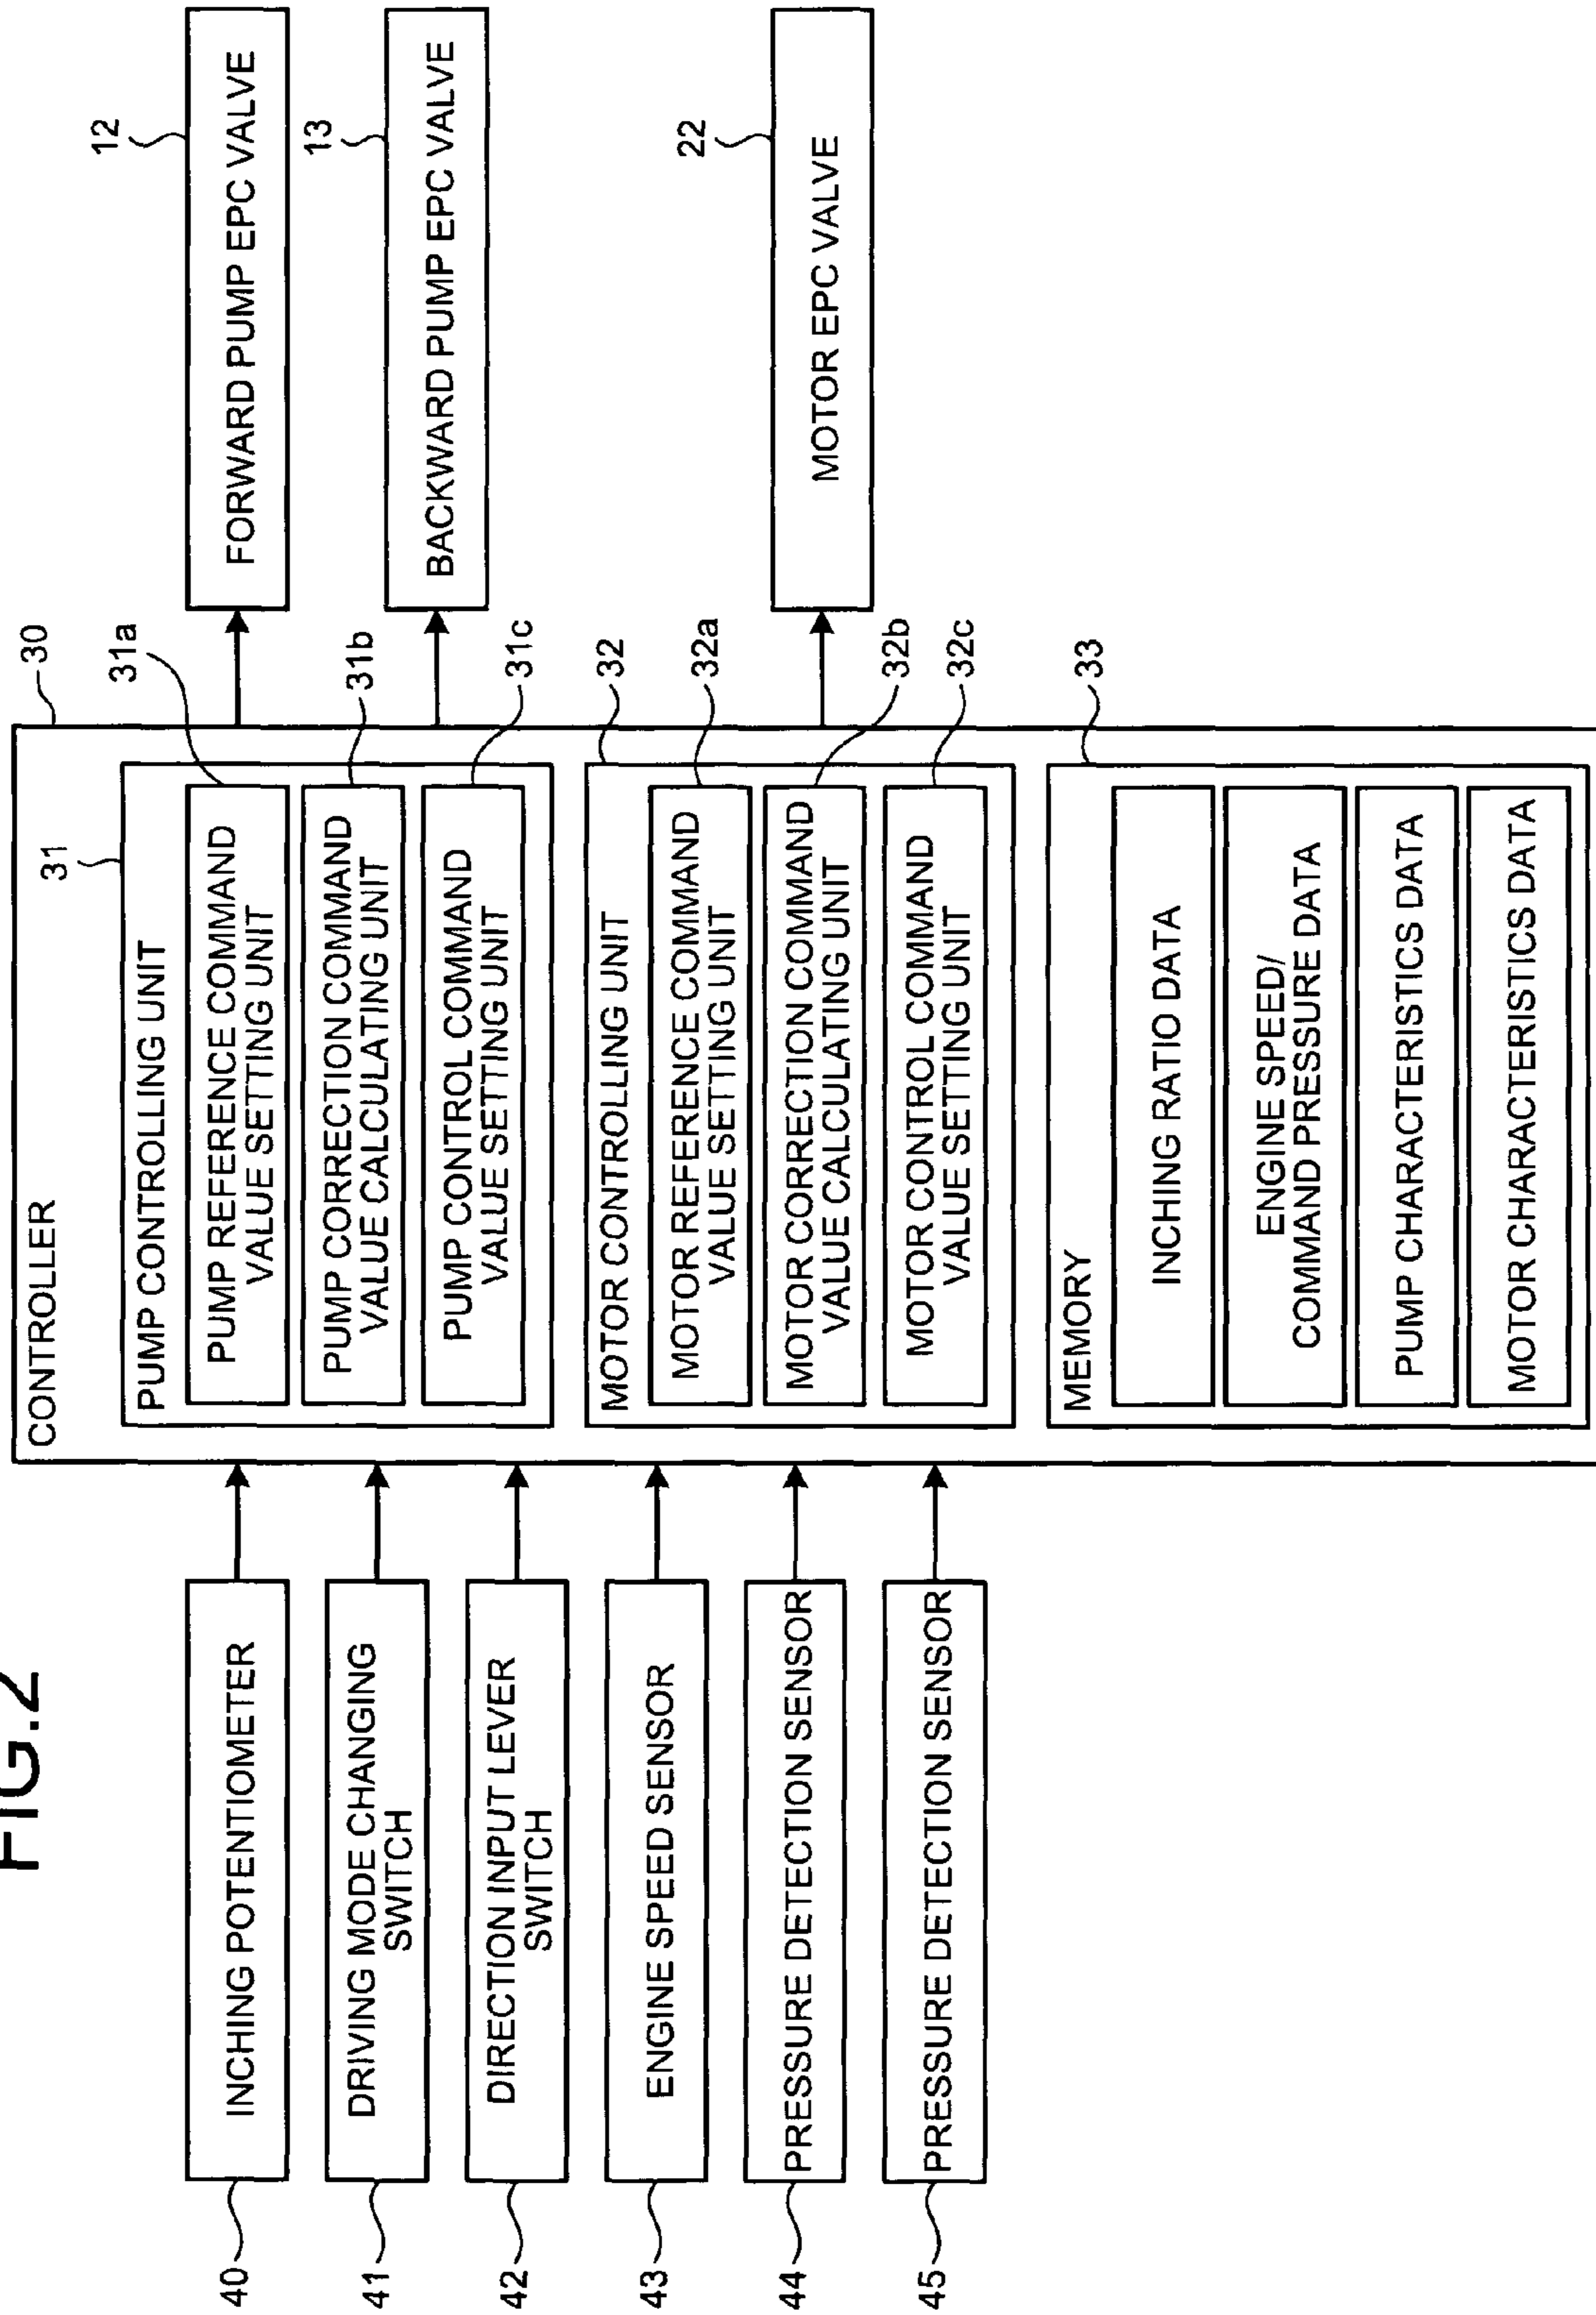 FIG.2
40
INCHING POTENTIOMETER
41
DRIVING MODE CHANGING
SWITCH
42
DIRECTION INPUT LEVER
SWITCH
43
ENGINE SPEED SENSOR
44
PRESSURE DETECTION SENSOR
45
PRESSURE DETECTION SENSOR
CONTROLLER
30
31
PUMP CONTROLLING UNIT
PUMP REFERENCE COMMAND
VALUE SETTING UNIT
31a
PUMP CORRECTION COMMAND
VALUE CALCULATING UNIT
31b
PUMP CONTROL COMMAND
VALUE SETTING UNIT
31c
MOTOR CONTROLLING UNIT
32
MOTOR REFERENCE COMMAND
VALUE SETTING UNIT
32a
MOTOR CORRECTION COMMAND
VALUE CALCULATING UNIT
32b
MOTOR CONTROL COMMAND
VALUE SETTING UNIT
32c
MEMORY
33
INCHING RATIO DATA
ENGINE SPEED/
COMMAND PRESSURE DATA
PUMP CHARACTERISTICS DATA
MOTOR CHARACTERISTICS DATA
12
FORWARD PUMP EPC VALVE
13
BACKWARD PUMP EPC VALVE
22
MOTOR EPC VALVE